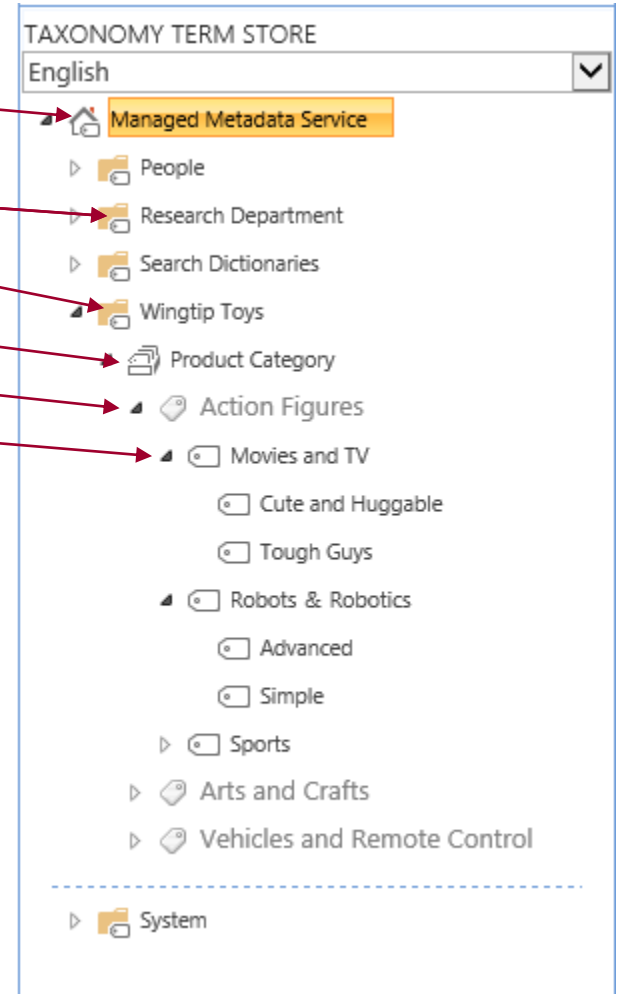 TAXONOMY TERM STORE
English
Managed Metadata Service
People
Research Department
Search Dictionaries
Wingtip Toys
Product Category
Action Figures
Movies and TV
Cute and Huggable
Tough Guys
Robots & Robotics
Advanced
Simple
Sports
Arts and Crafts
Vehicles and Remote Control
System